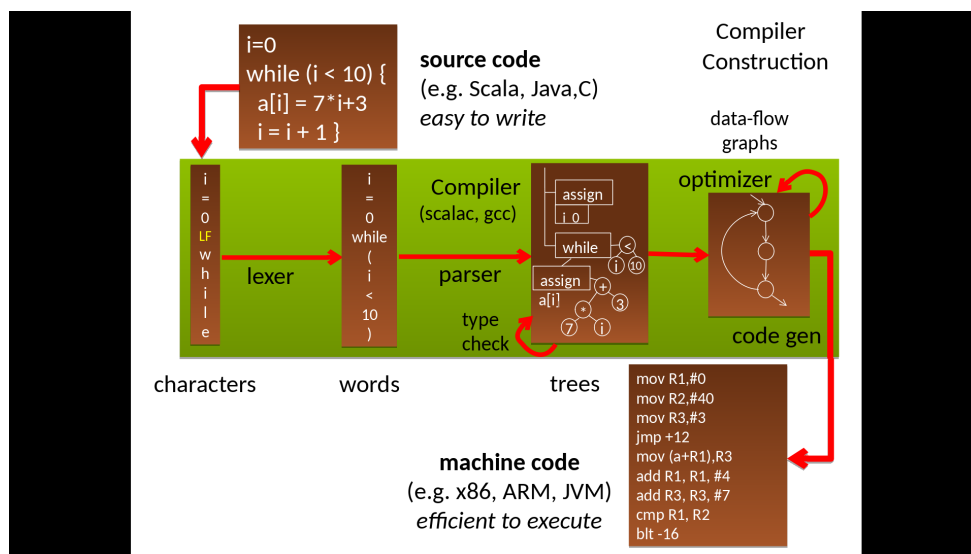 i=0
while (i < 10) {
a[i] = 7*i+3
i = i + 1 }
source code
(e.g. Scala, Java,C)
easy to write
Compiler
Construction
data-flow
graphs
i
=
0
LF
w
h
i
l
e
lexer
i
=
0
while
(
i
<
10
)
Compiler
(scalac, gcc)
parser
type
check
assign
i 0
while
<
i
10
assign
a[i]
+
*
3
7
i
optimizer
code gen
characters
words
trees
machine code
(e.g. x86, ARM, JVM)
efficient to execute
mov R1,#0
mov R2,#40
mov R3,#3
jmp +12
mov (a+R1),R3
add R1, R1, #4
add R3, R3, #7
cmp R1, R2
blt -16